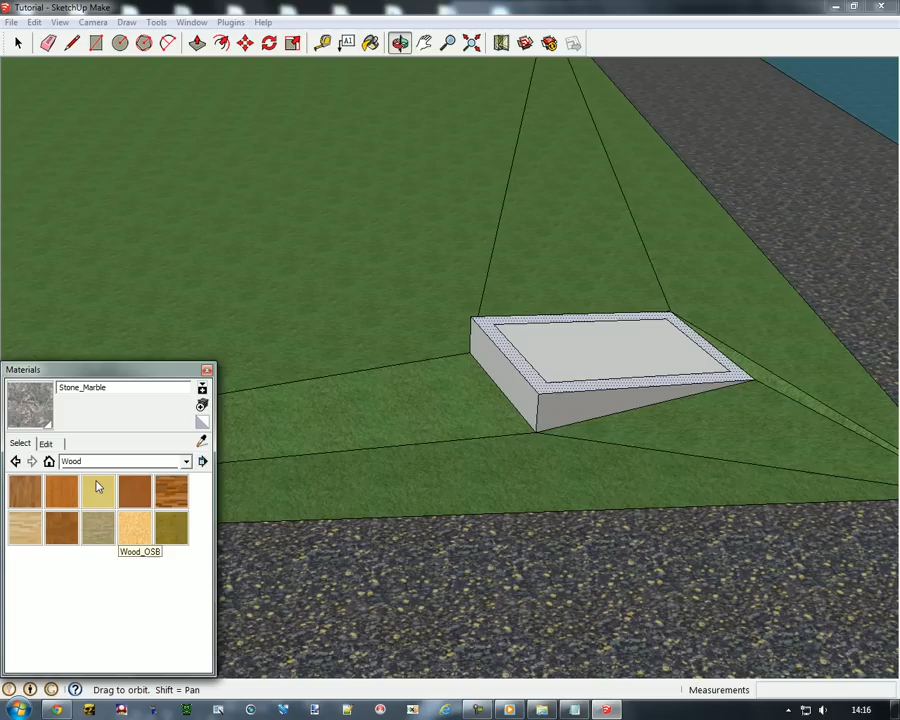 Tutorial - SketchUp Make
File Edit View Camera Draw Tools Window Plugins Help
A1
Materials
Stone_Marble
Select Edit
Wood
Wood_OSB
Drag to orbit. Shift = Pan
Measurements
14:16